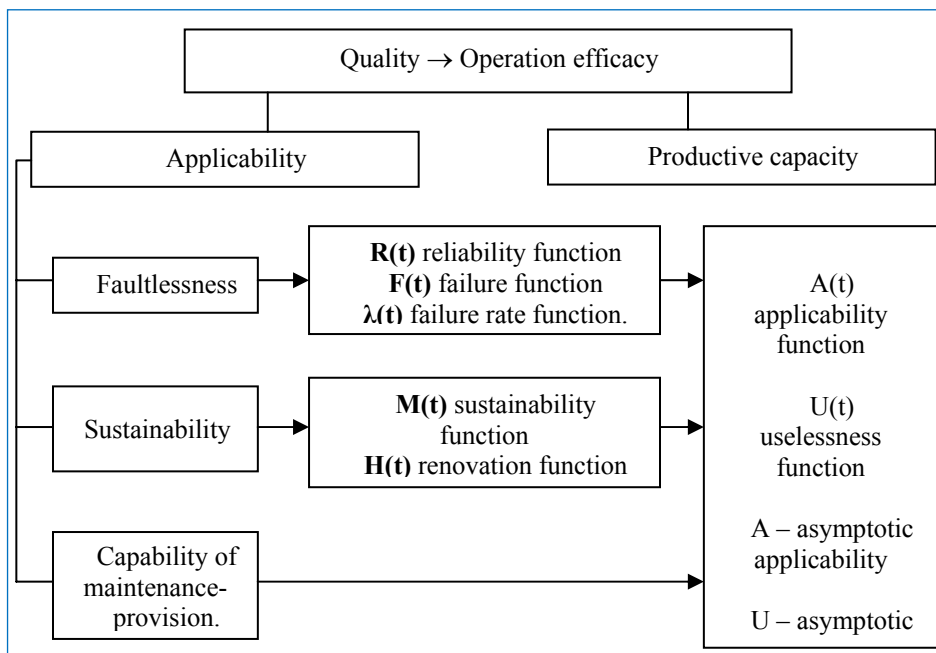 Quality → Operation efficacy
Applicability
Productive capacity
Faultlessness
R(t) reliability function
F(t) failure function
λ(t) failure rate function.
Sustainability
M(t) sustainability
function
H(t) renovation function
Capability of
maintenance-
provision.
A(t)
applicability
function
U(t)
uselessness
function
A – asymptotic
applicability
U – asymptotic